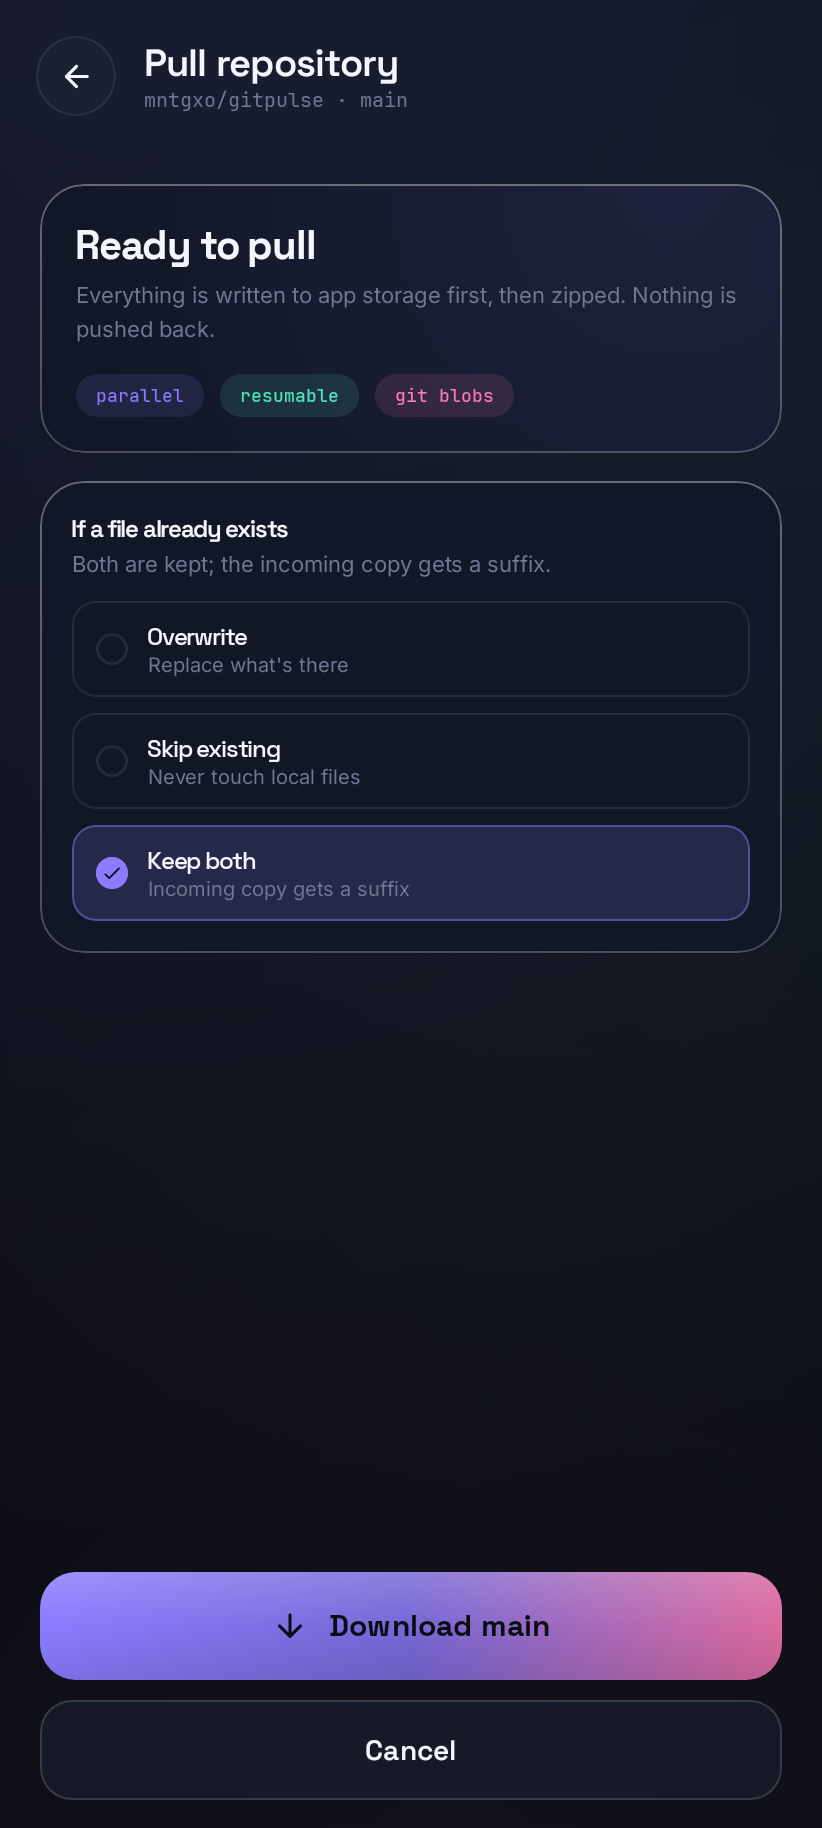 Pull repository
mntgxo/gitpulse · main
Ready to pull
Everything is written to app storage first, then zipped. Nothing is
pushed back.
parallel
resumable
git blobs
If a file already exists
Both are kept; the incoming copy gets a suffix.
Overwrite
Replace what's there
Skip existing
Never touch local files
Keep both
Incoming copy gets a suffix
Download main
Cancel